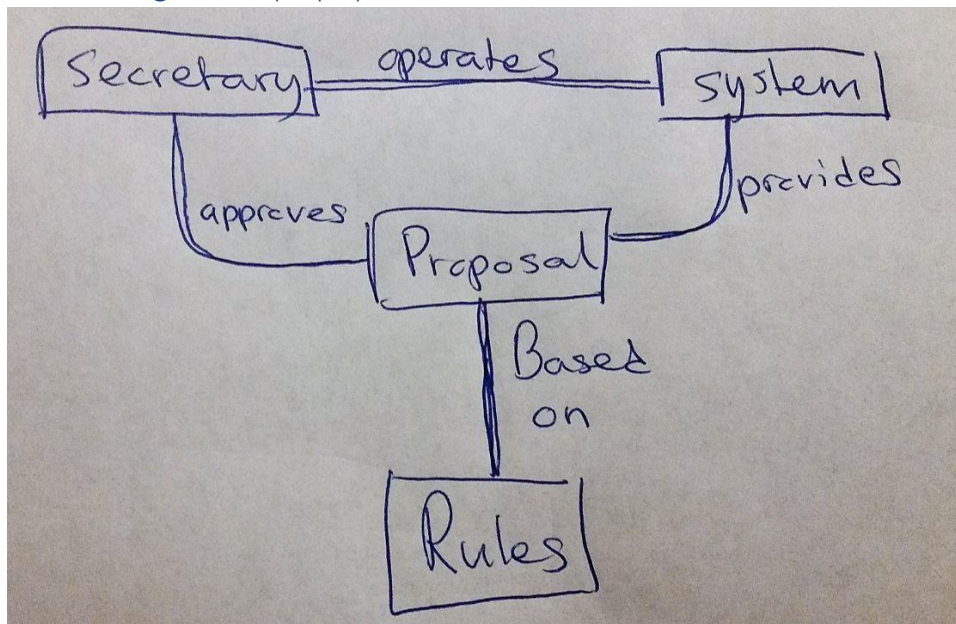 Secretary operates system
approves provides
Proposal
Based
on
Rules